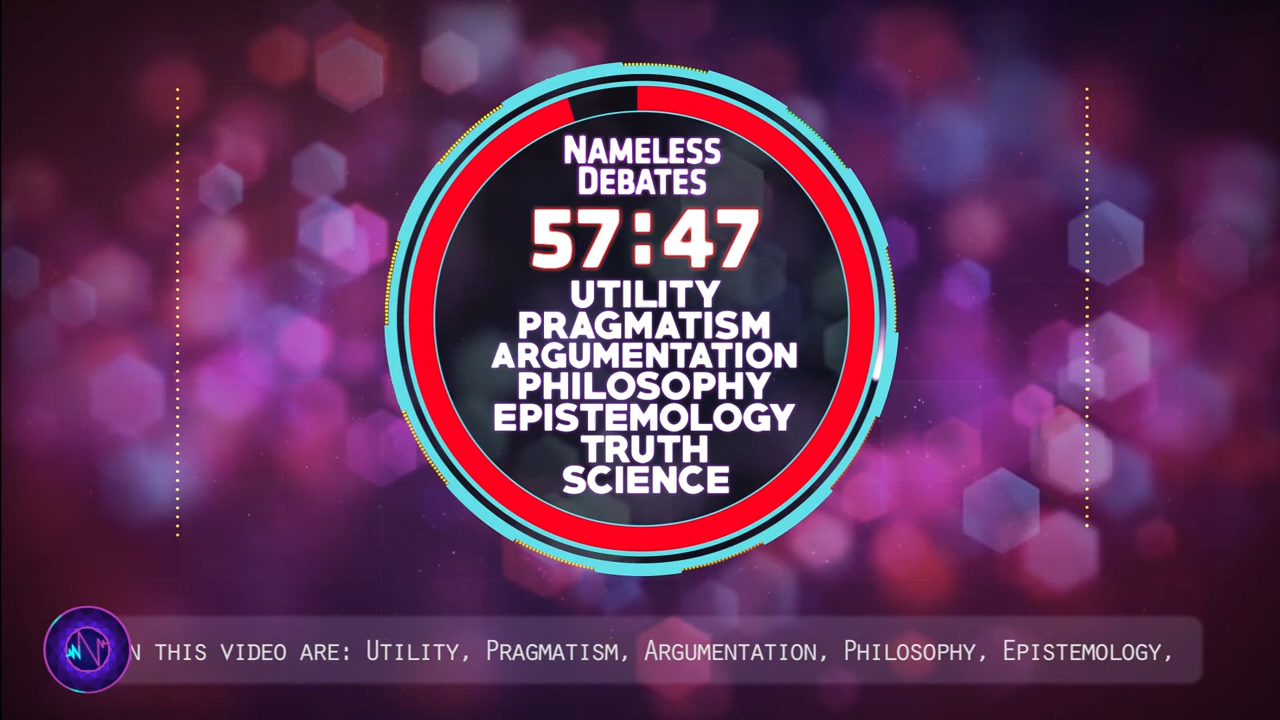 NAMELESS
DEBATES
57:47
UTILITY
PRAGMATISM
ARGUMENTATION
PHILOSOPHY
EPISTEMOLOGY
TRUTH
SCIENCE
N THIS VIDEO ARE: UTILITY, PRAGMATISM, ARGUMENTATION, PHILOSOPHY, EPISTEMOLOGY,